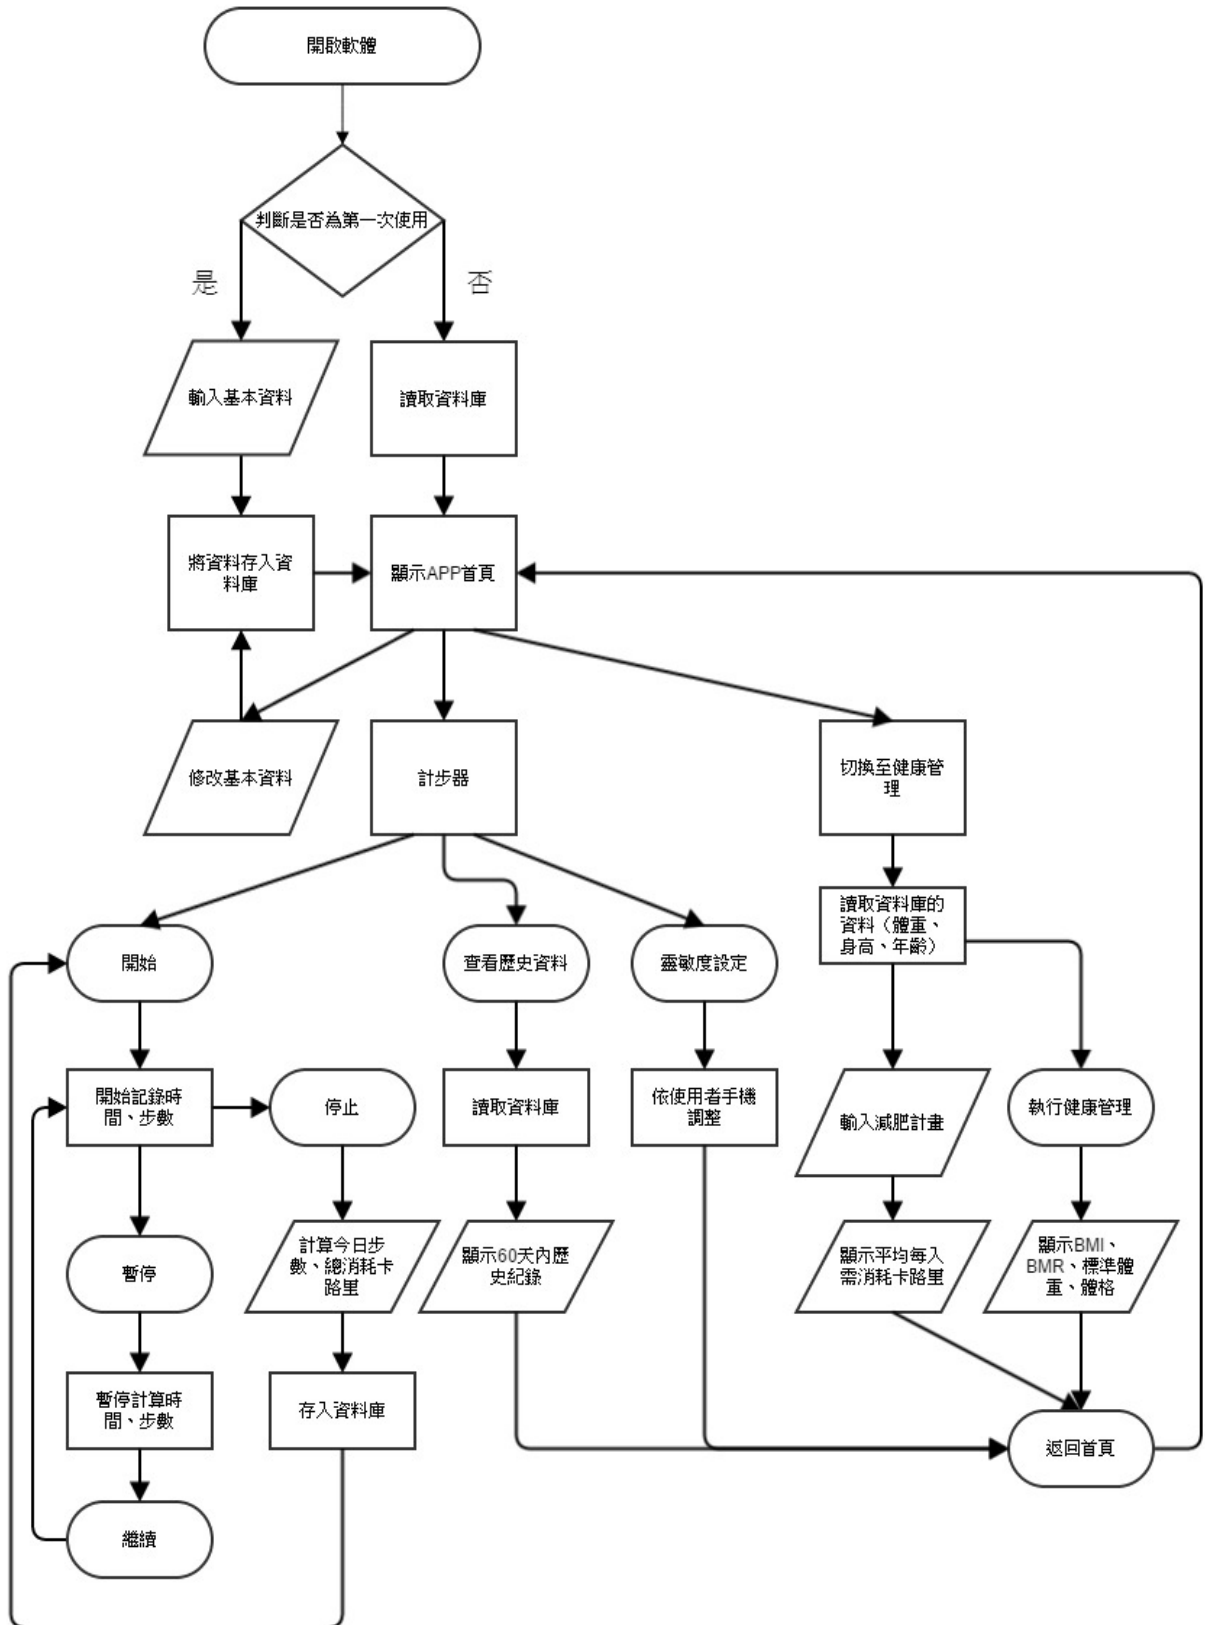 開啟軟體
判斷是否為第一次使用
是
否
輸入基本資料
讀取資料庫
將資料存入資
料庫
顯示APP首頁
修改基本資料
計步器
切換至健康管
理
讀取資料庫的
資料（體重、
身高、年齡）
開始
查看歷史資料
靈敏度設定
開始記錄時
間、步數
停止
讀取資料庫
依使用者手機
調整
輸入減肥計畫
執行健康管理
暫停
計算今日步
數、總消耗卡
路里
顯示60天內歷
史紀錄
顯示平均每入
需消耗卡路里
顯示BMI、
BMR、標準體
重、體格
暫停計算時
間、步數
存入資料庫
返回首頁
繼續